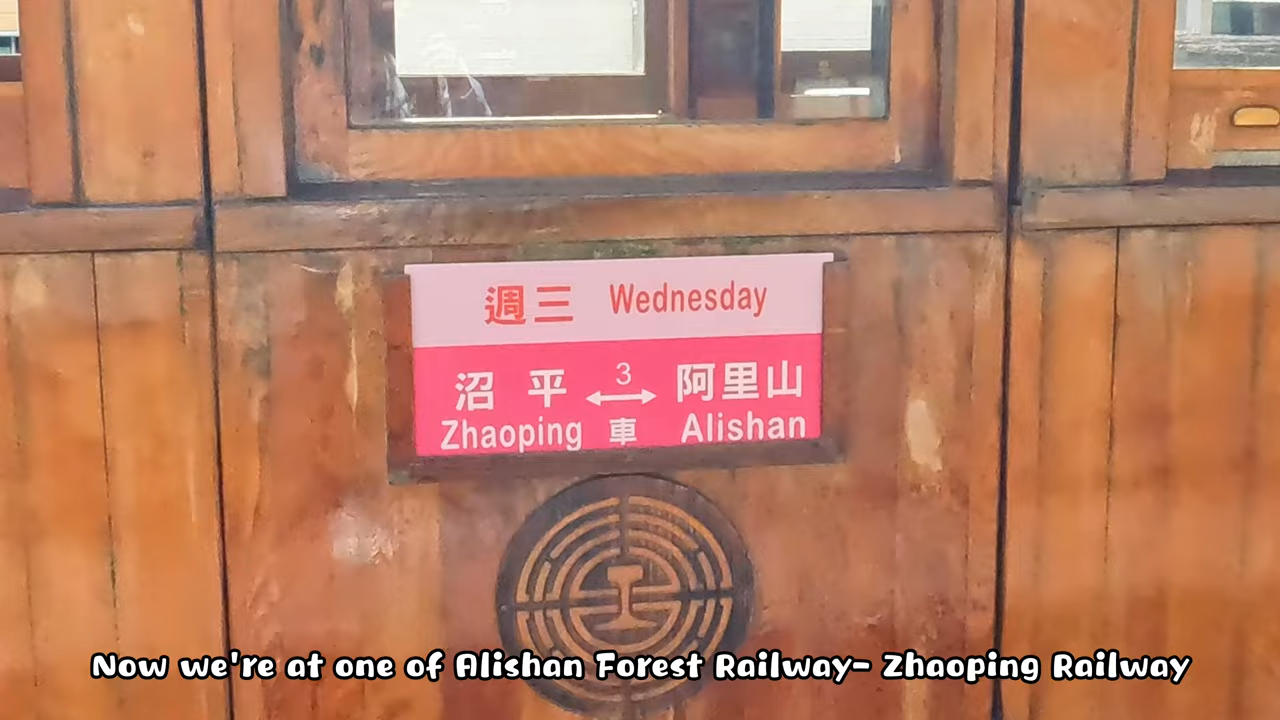 週三 Wednesday
沼平 3 阿里山
Zhaoping 車 Alishan
Now we're at one of Alishan Forest Railway- Zhaoping Railway